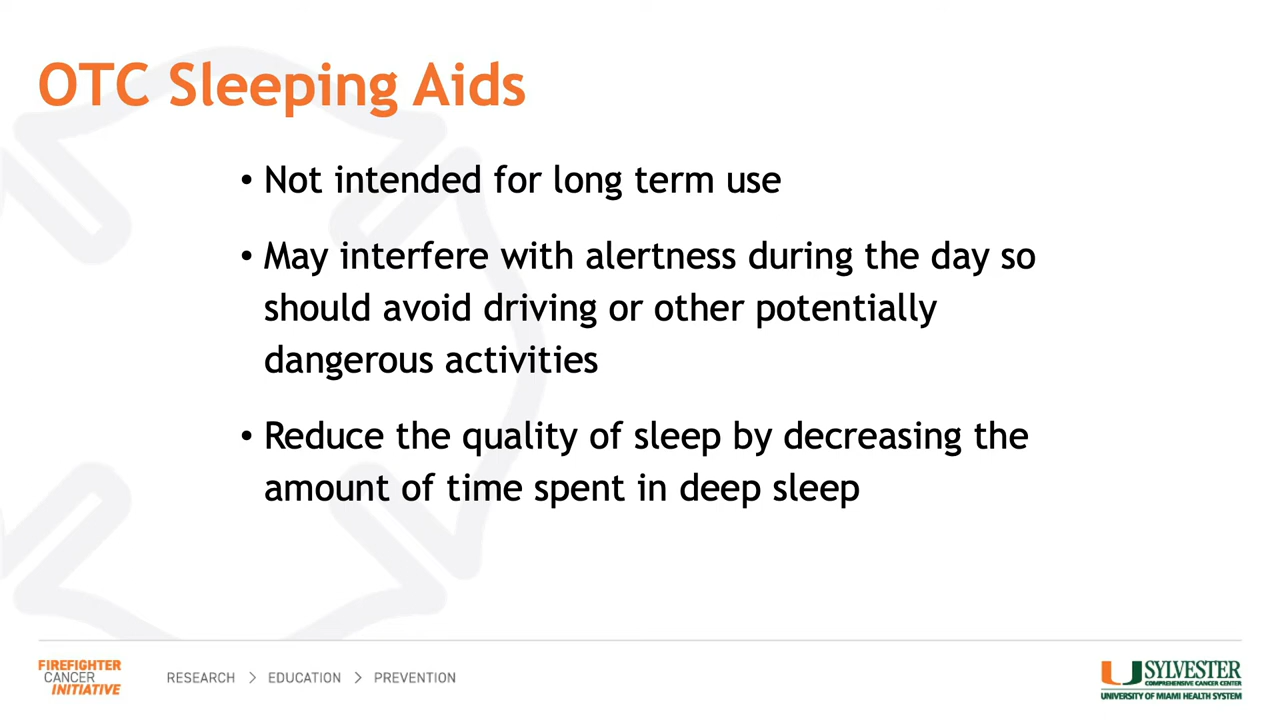 OTC Sleeping Aids
• Not intended for long term use
• May interfere with alertness during the day so
should avoid driving or other potentially
dangerous activities
• Reduce the quality of sleep by decreasing the
amount of time spent in deep sleep
FIREFIGHTER
CANCER
INITIATIVE
RESEARCH > EDUCATION > PREVENTION
SYLVESTER
COMPREHENSIVE CANCER CENTER
UNIVERSITY OF MIAMI HEALTH SYSTEM